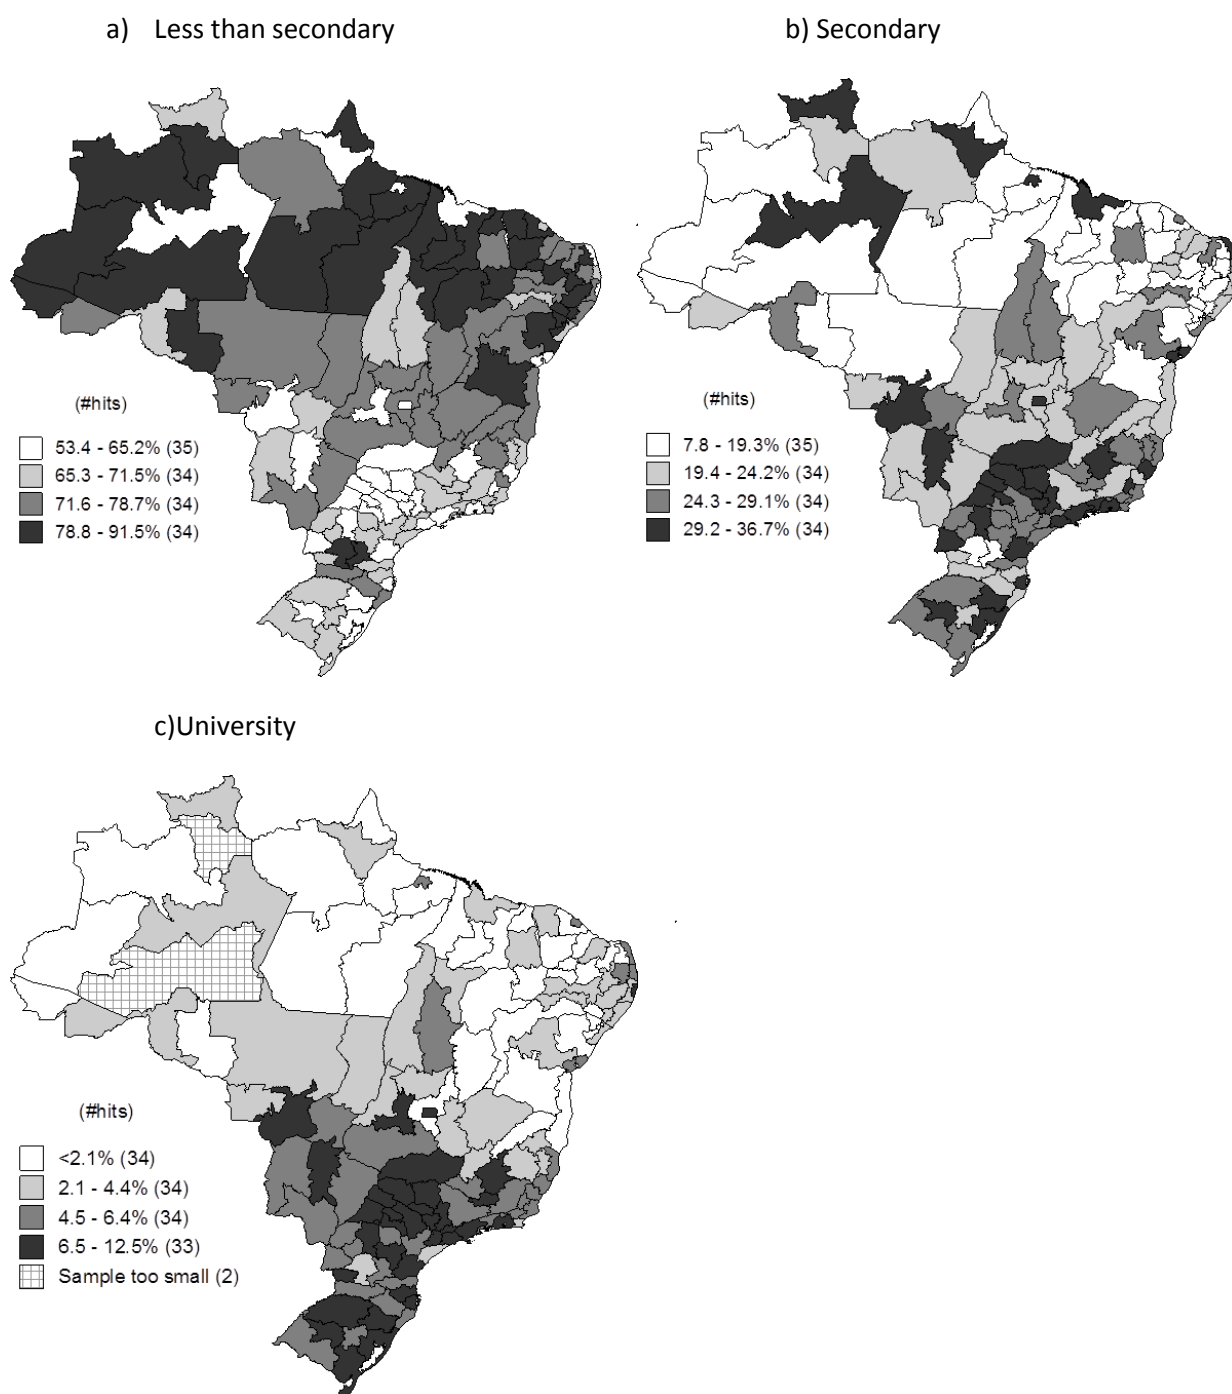 a) Less than secondary
b) Secondary
(#hits)
53.4 - 65.2% (35)
65.3 - 71.5% (34)
71.6 - 78.7% (34)
78.8 - 91.5% (34)
(#hits)
7.8 - 19.3% (35)
19.4 - 24.2% (34)
24.3 - 29.1% (34)
29.2 - 36.7% (34)
c)University
(#hits)
<2.1% (34)
2.1 - 4.4% (34)
4.5 - 6.4% (34)
6.5 - 12.5% (33)
Sample too small (2)